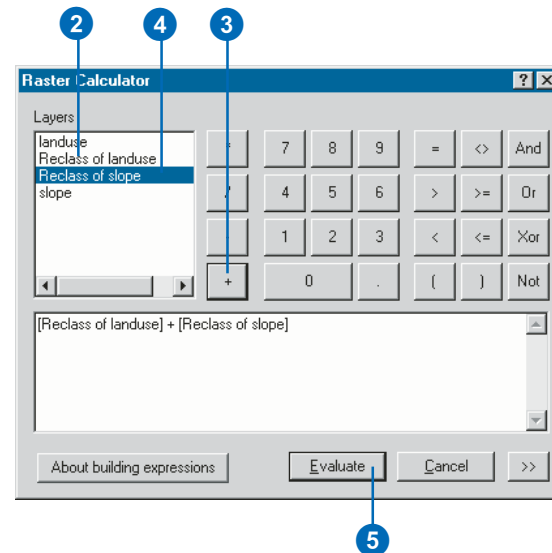 2 4 3
Raster Calculator ? X
Layers
landuse
Reclass of landuse
Reclass of slope
slope
* 7 8 9 = <> And
/ 4 5 6 > >= Or
- 1 2 3 < <= Xor
+ 0 . ( ) Not
[Reclass of landuse] + [Reclass of slope]
About building expressions Evaluate Cancel >>
5